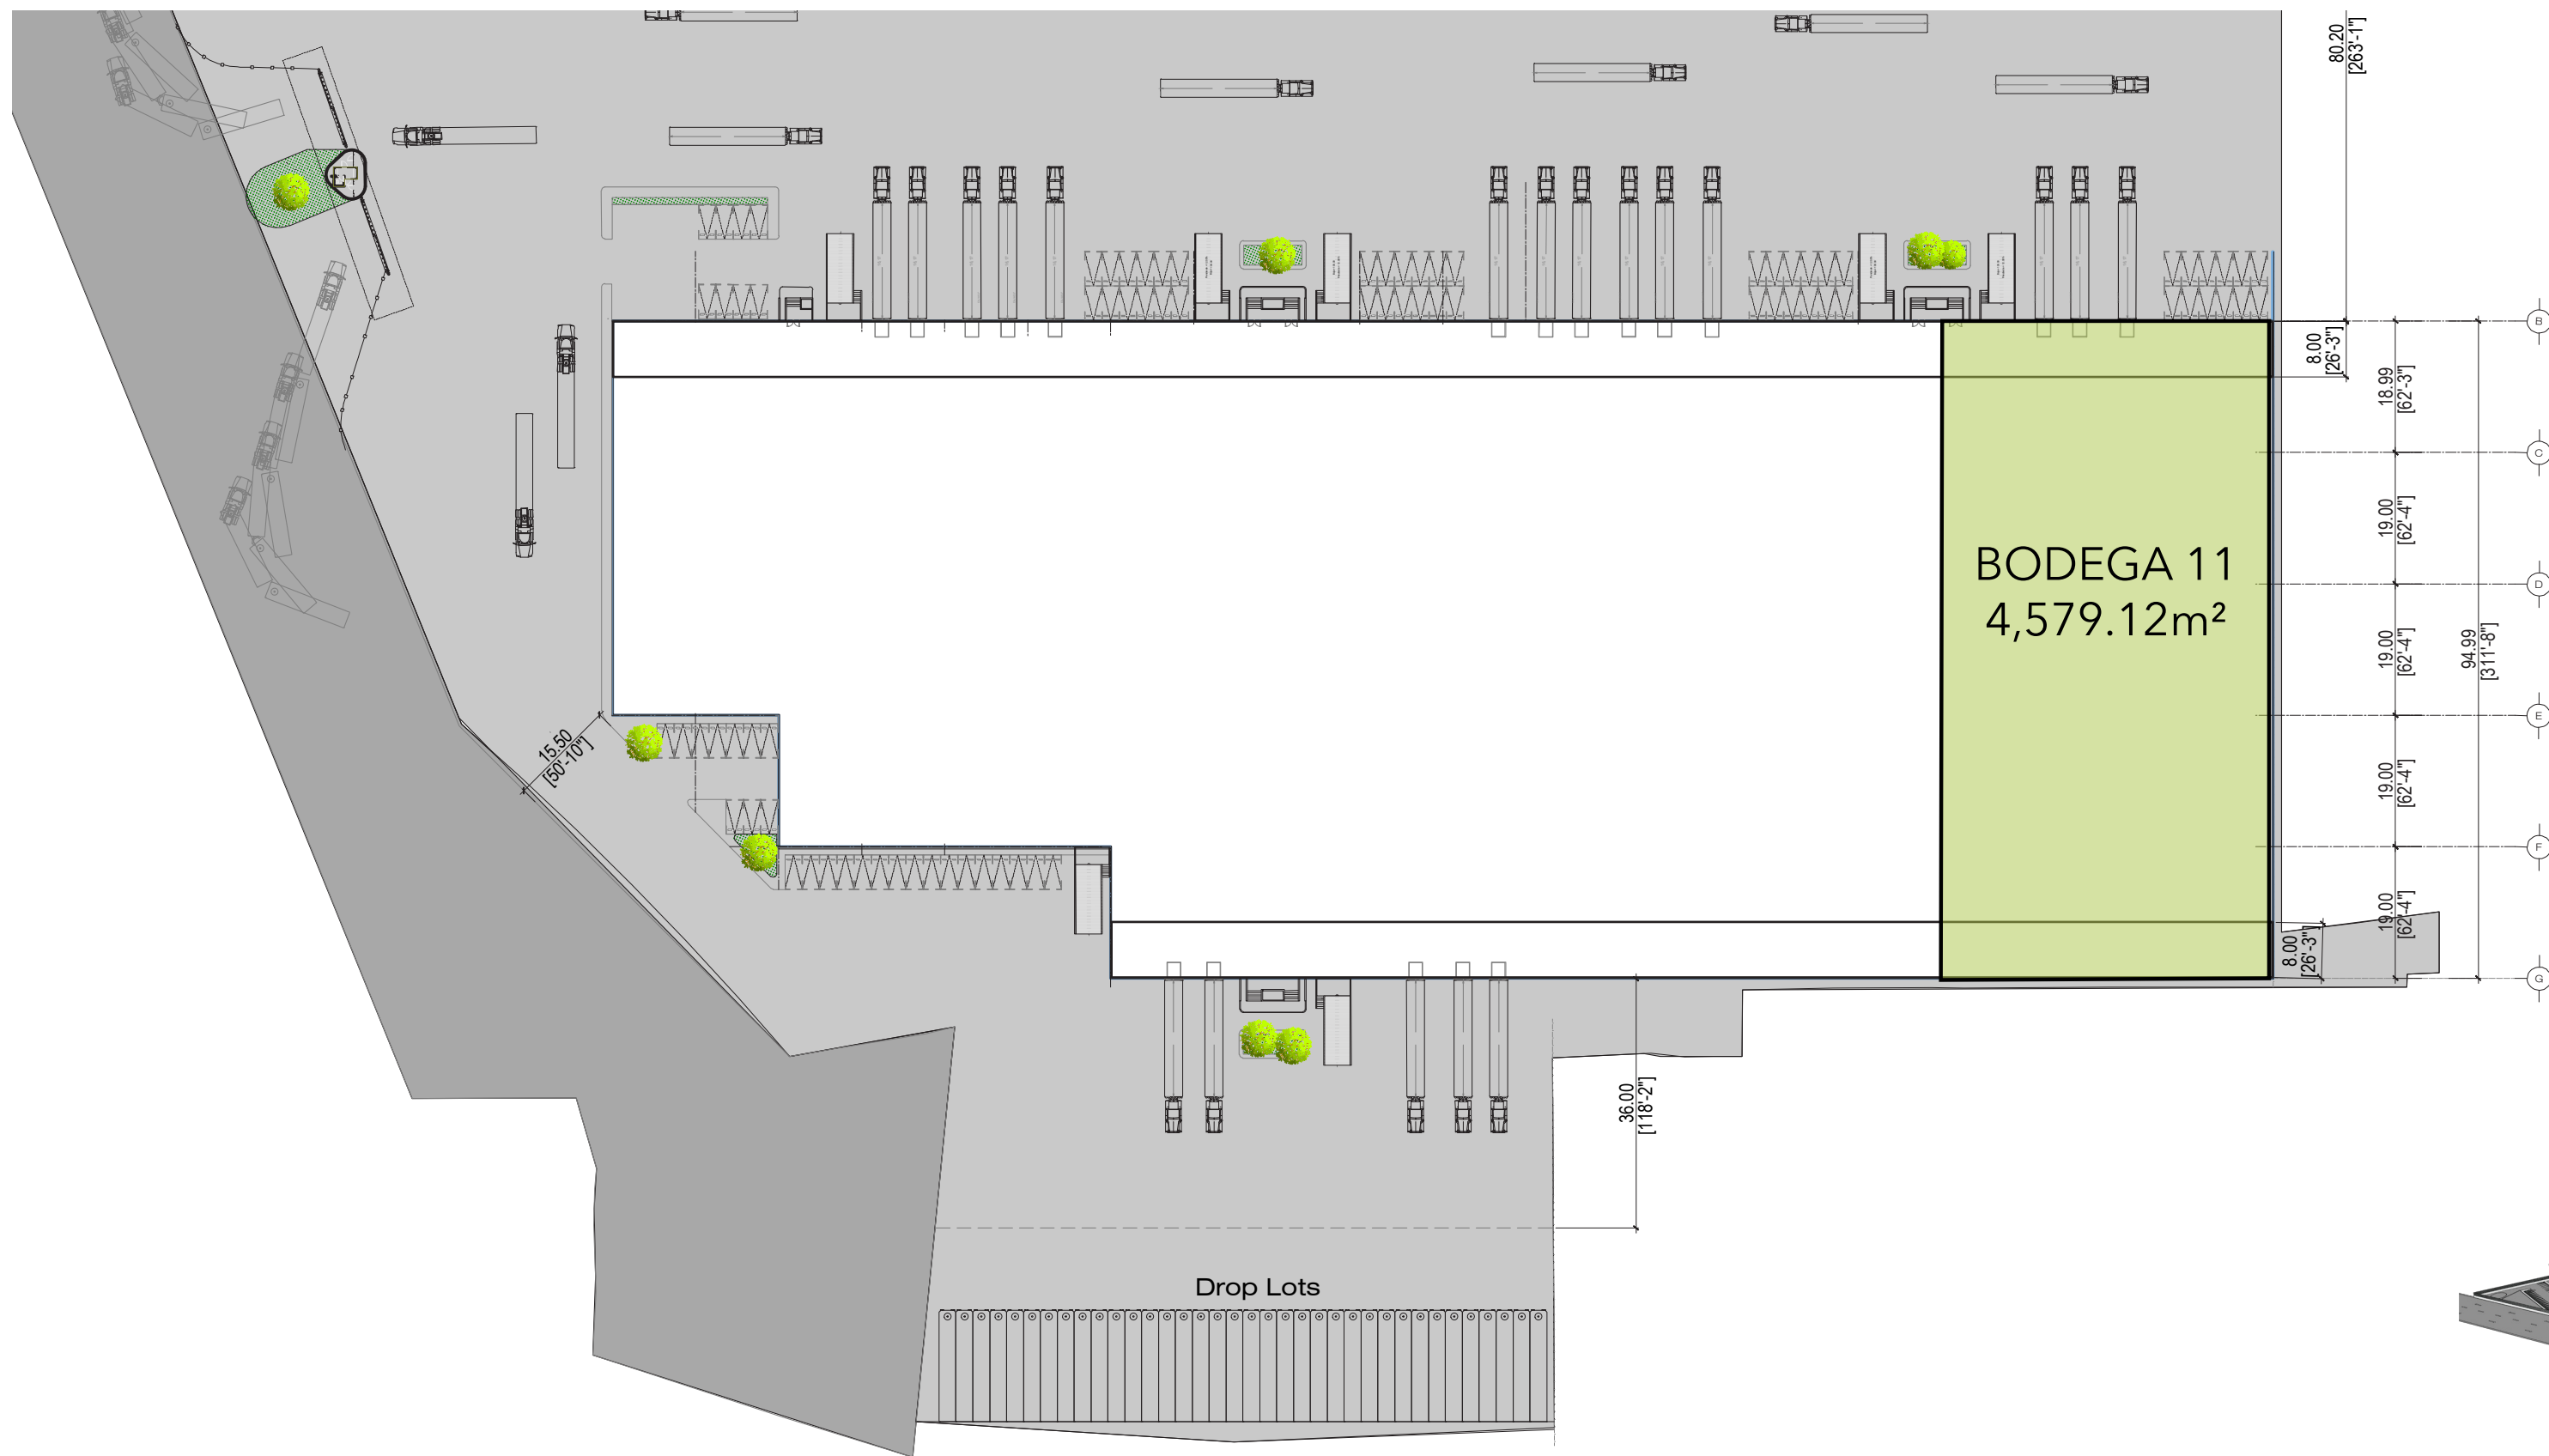 80.20
[263'-1"]
B
8.00
[26'-3"]
18.99
[62'-3"]
C
19.00
[62'-4"]
BODEGA 11
4,579.12m²
D
19.00
[62'-4"]
94.99
[311'-8"]
E
15.50
[50'-10"]
19.00
[62'-4"]
F
19.00
[62'-4"]
8.00
[26'-3"]
G
36.00
[118'-2"]
Drop Lots